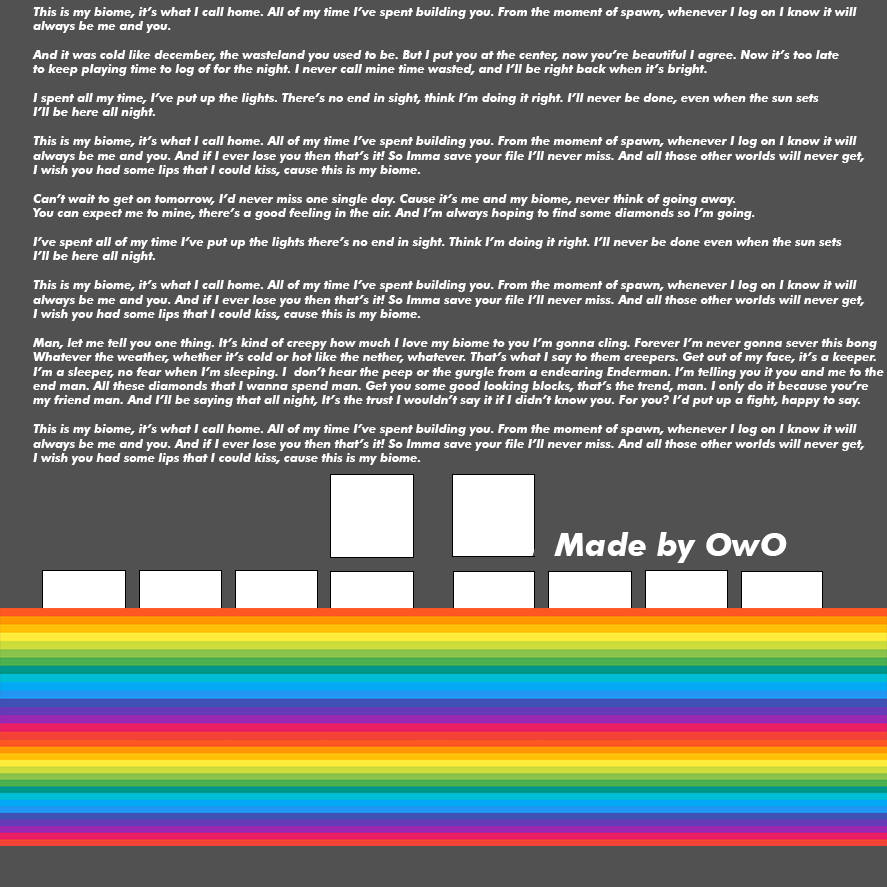 This is my biome, it's what I call home. All of my time I've spent building you. From the moment of spawn, whenever I log on I know it will
always be me and you.
And it was cold like december, the wasteland you used to be. But I put you at the center, now you're beautiful I agree. Now it's too late
to keep playing time to log of for the night. I never call mine time wasted, and I'll be right back when it's bright.
I spent all my time, I've put up the lights. There's no end in sight, think I'm doing it right. I'll never be done, even when the sun sets
I'll be here all night.
This is my biome, it's what I call home. All of my time I've spent building you. From the moment of spawn, whenever I log on I know it will
always be me and you. And if I ever lose you then that's it! So Imma save your file I'll never miss. And all those other worlds will never get,
I wish you had some lips that I could kiss, cause this is my biome.
Can't wait to get on tomorrow, I'd never miss one single day. Cause it's me and my biome, never think of going away.
You can expect me to mine, there's a good feeling in the air. And I'm always hoping to find some diamonds so I'm going.
I've spent all of my time I've put up the lights there's no end in sight. Think I'm doing it right. I'll never be done even when the sun sets
I'll be here all night.
This is my biome, it's what I call home. All of my time I've spent building you. From the moment of spawn, whenever I log on I know it will
always be me and you. And if I ever lose you then that's it! So Imma save your file I'll never miss. And all those other worlds will never get,
I wish you had some lips that I could kiss, cause this is my biome.
Man, let me tell you one thing. It's kind of creepy how much I love my biome to you I'm gonna cling. Forever I'm never gonna sever this bong
Whatever the weather, whether it's cold or hot like the nether, whatever. That's what I say to them creepers. Get out of my face, it's a keeper.
I'm a sleeper, no fear when I'm sleeping. I  don't hear the peep or the gurgle from a endearing Enderman. I'm telling you it you and me to the
end man. All these diamonds that I wanna spend man. Get you some good looking blocks, that's the trend, man. I only do it because you're
my friend man. And I'll be saying that all night, It's the trust I wouldn't say it if I didn't know you. For you? I'd put up a fight, happy to say.
This is my biome, it's what I call home. All of my time I've spent building you. From the moment of spawn, whenever I log on I know it will
always be me and you. And if I ever lose you then that's it! So Imma save your file I'll never miss. And all those other worlds will never get,
I wish you had some lips that I could kiss, cause this is my biome.
Made by OwO